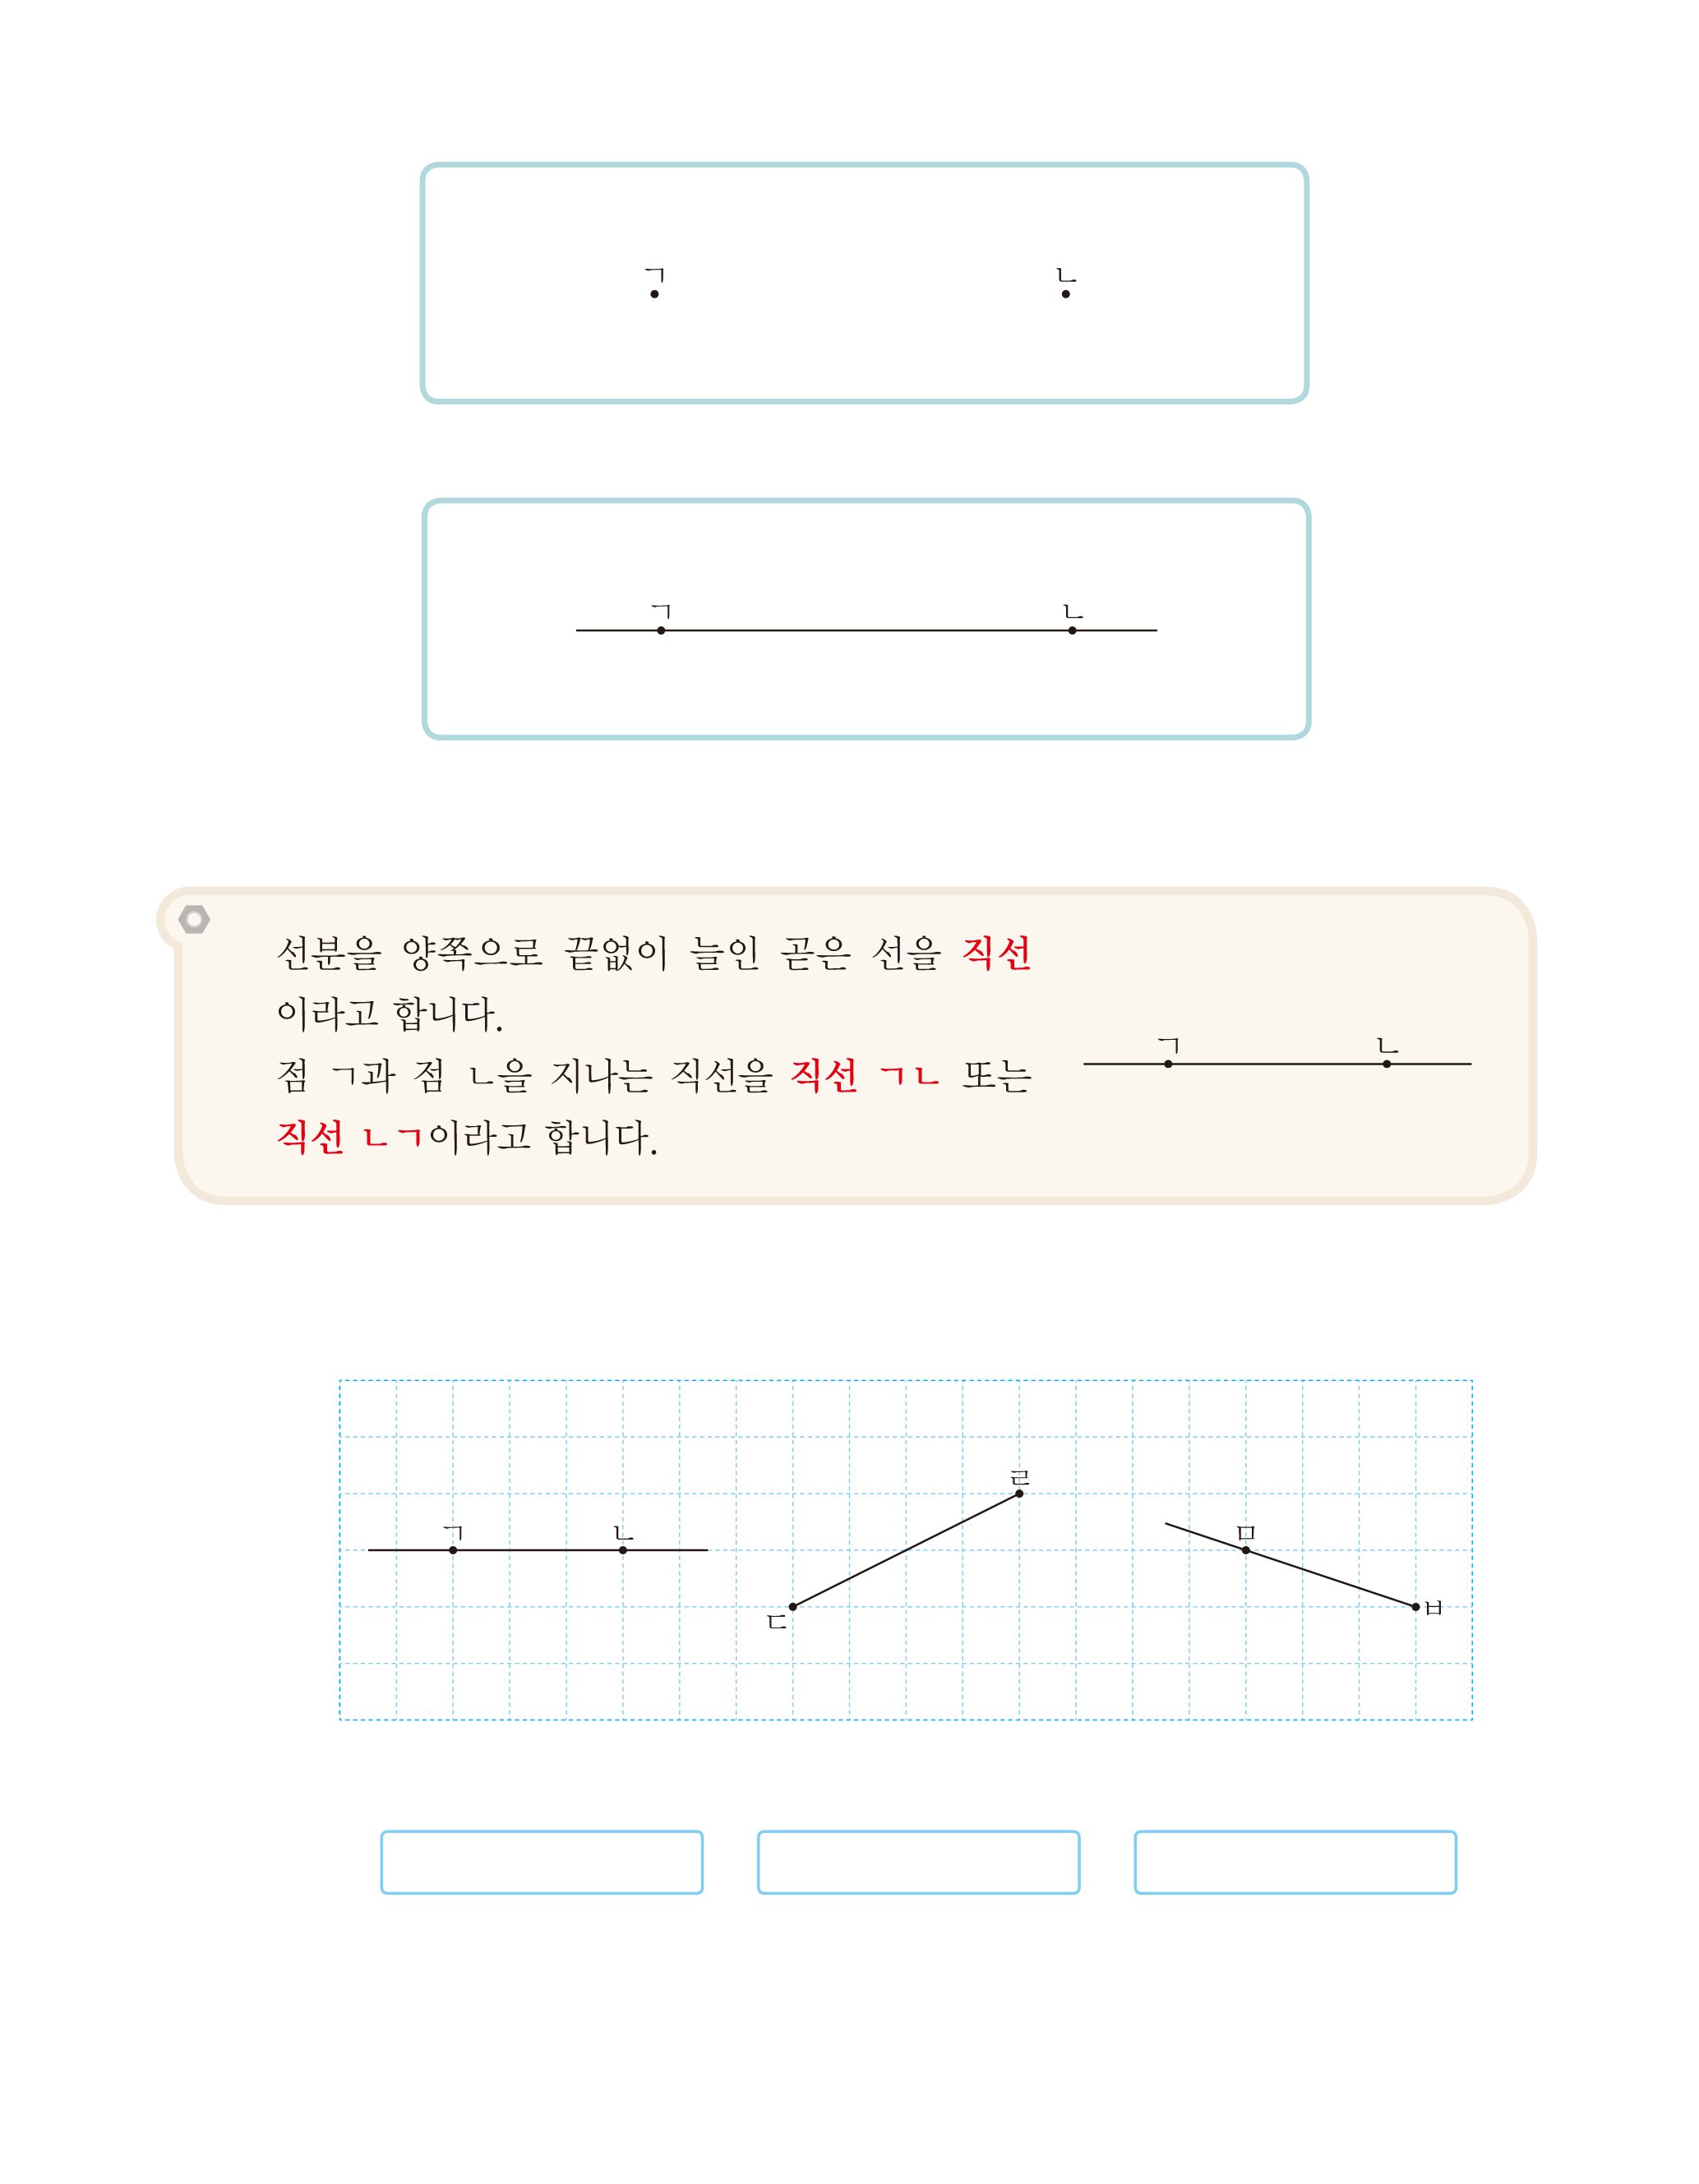 ㄱ ㄴ
ㄱ ㄴ
선분을 양쪽으로 끝없이 늘인 곧은 선을 직선
이라고 합니다.
점 ㄱ과 점 ㄴ을 지나는 직선을 직선 ㄱㄴ 또는
직선 ㄴㄱ이라고 합니다.
ㄱ ㄴ
ㄹ
ㄱ ㄴ ㅁ
ㄷ ㅂ